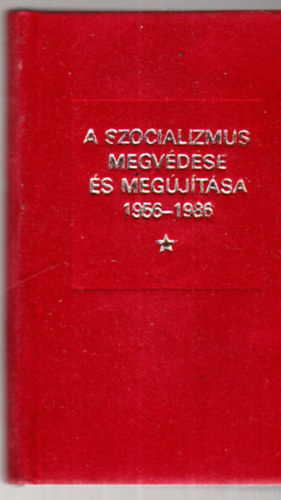 A SZOCIALIZMUS
MEGVÉDÉSE
ÉS MEGÚJÍTÁSA
1956–1986